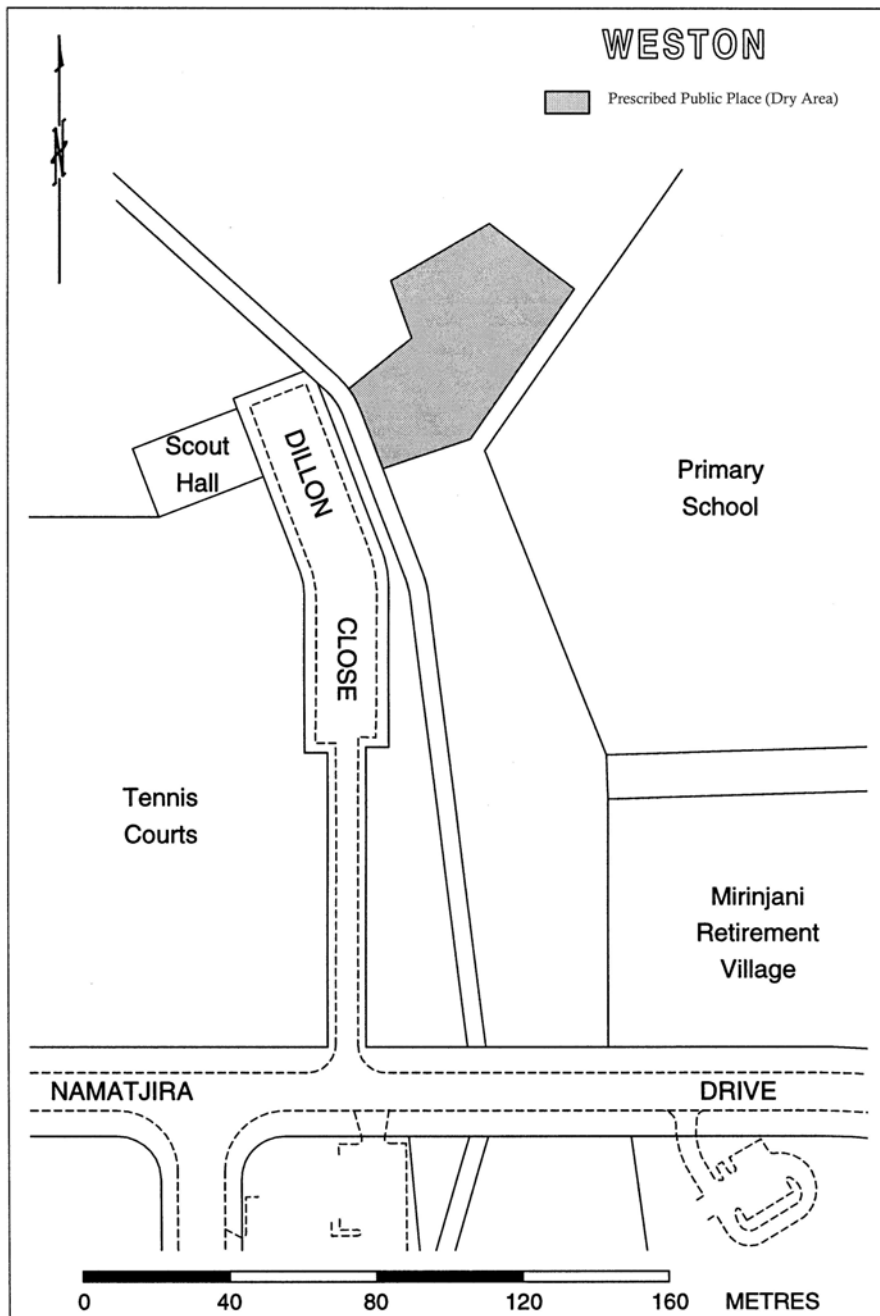 WESTON
Prescribed Public Place (Dry Area)
N
Scout
Hall
DILLON
CLOSE
Primary
School
Tennis
Courts
Mirinjani
Retirement
Village
NAMATJIRA DRIVE
0 40 80 120 160 METRES